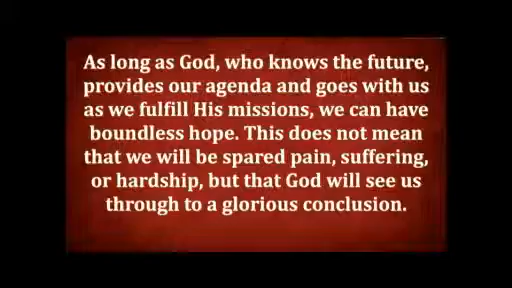 As long as God, who knows the future,
provides our agenda and goes with us
as we fulfill His missions, we can have
boundless hope. This does not mean
that we will be spared pain, suffering,
or hardship, but that God will see us
through to a glorious conclusion.